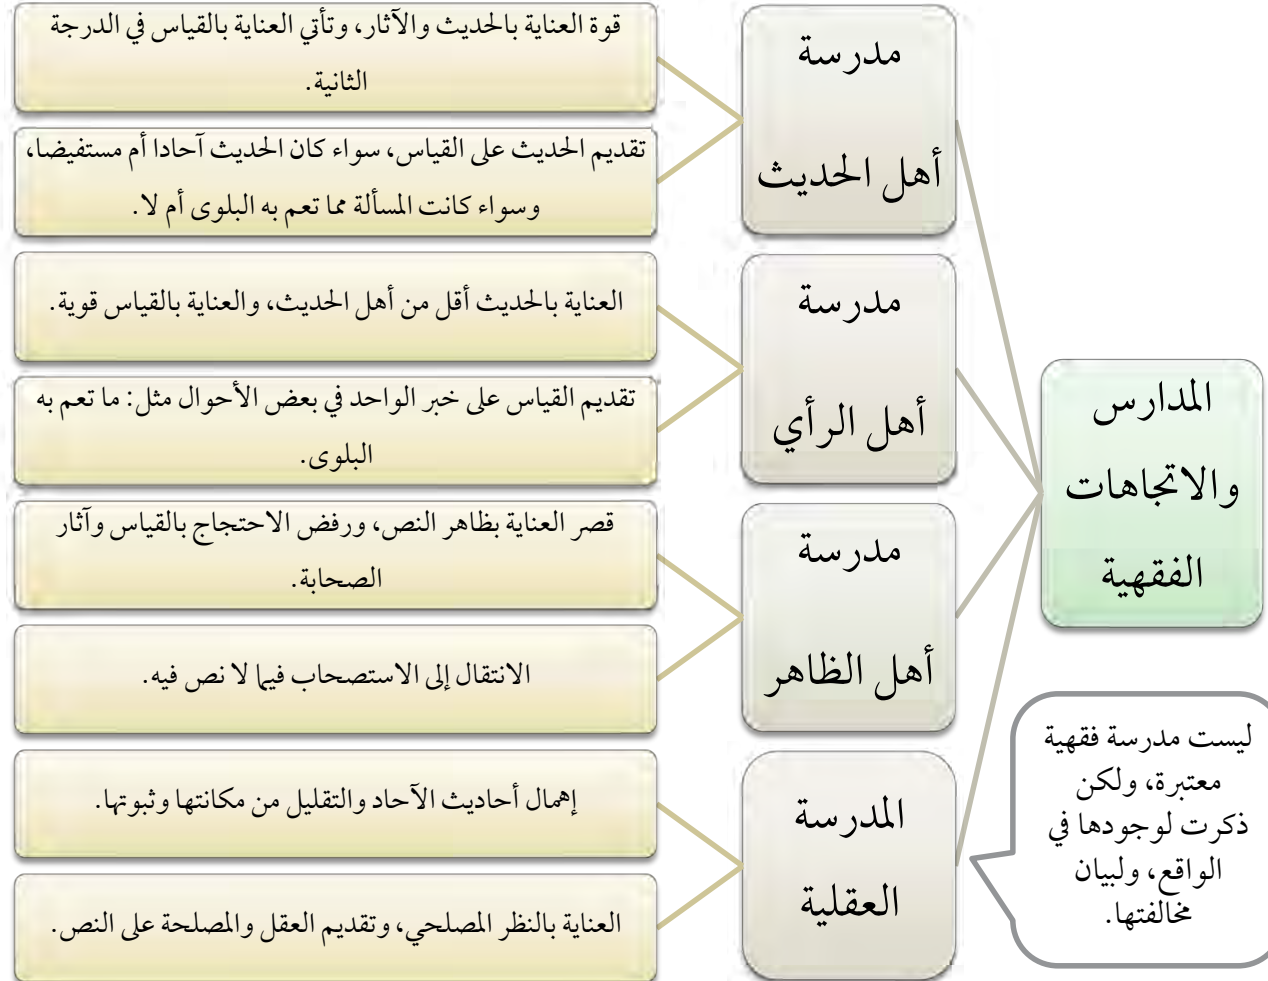 المدارس
والاتجاهات
الفقهية
مدرسة
أهل الحديث
قوة العناية بالحديث والآثار، وتأتي العناية بالقياس في الدرجة
الثانية.
تقديم الحديث على القياس، سواء كان الحديث آحادا أم مستفيضا،
وسواء كانت المسألة مما تعم به البلوى أم لا.
مدرسة
أهل الرأي
العناية بالحديث أقل من أهل الحديث، والعناية بالقياس قوية.
تقديم القياس على خبر الواحد في بعض الأحوال مثل: ما تعم به
البلوى.
مدرسة
أهل الظاهر
قصر العناية بظاهر النص، ورفض الاحتجاج بالقياس وآثار
الصحابة.
الانتقال إلى الاستصحاب فيما لا نص فيه.
المدرسة
العقلية
إهمال أحاديث الآحاد والتقليل من مكانتها وثبوتها.
العناية بالنظر المصلحي، وتقديم العقل والمصلحة على النص.
ليست مدرسة فقهية
معتبرة، ولكن
ذكرت لوجودها في
الواقع، ولبيان
مخالفتها.